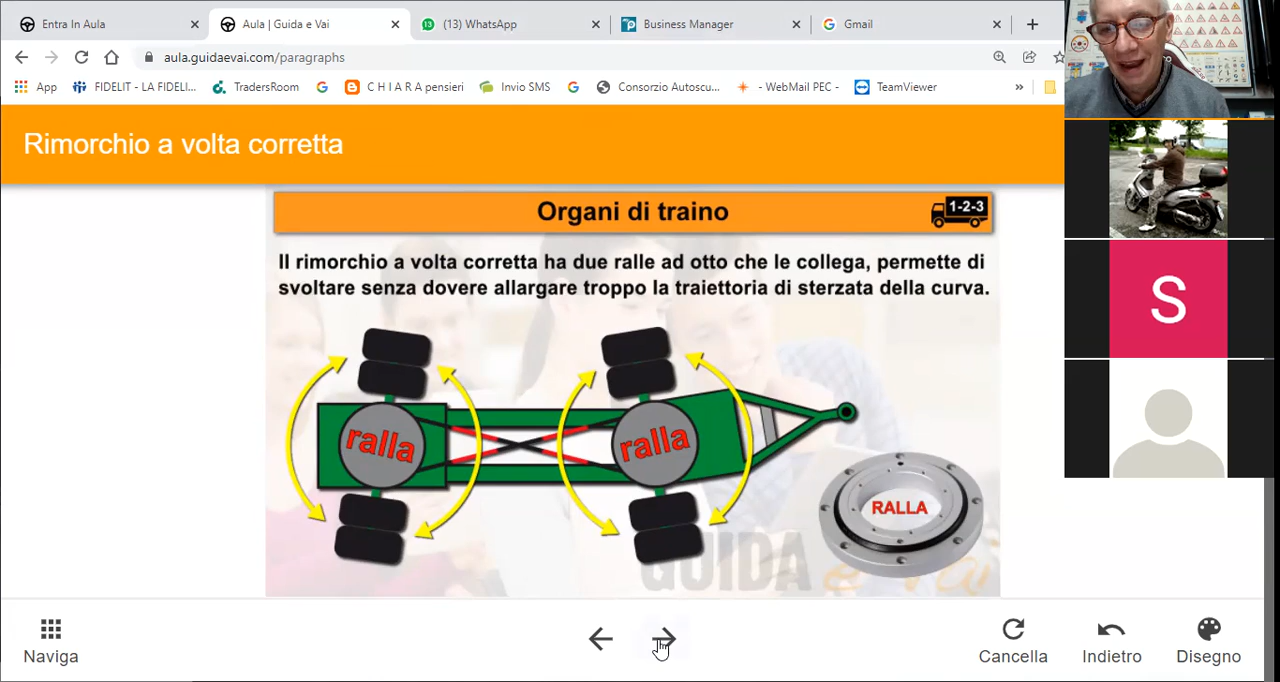 Entra In Aula
Aula | Guida e Vai
13
(13) WhatsApp
Business Manager
Gmail
aula.guidaevai.com/paragraphs
App
FIDELIT - LA FIDELI...
TradersRoom
C H I A R A pensieri
Invio SMS
Consorzio Autoscu...
- WebMail PEC -
TeamViewer
»
Rimorchio a volta corretta
Organi di traino
1-2-3
Il rimorchio a volta corretta ha due ralle ad otto che le collega, permette di
svoltare senza dovere allargare troppo la traiettoria di sterzata della curva.
ralla
ralla
RALLA
GUIDA e Vai
S
Naviga
Cancella
Indietro
Disegno